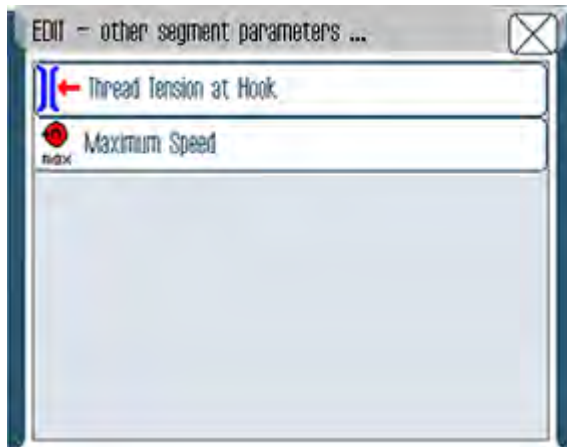 EDIT - other segment parameters ...
Thread Tension at Hook
max Maximum Speed